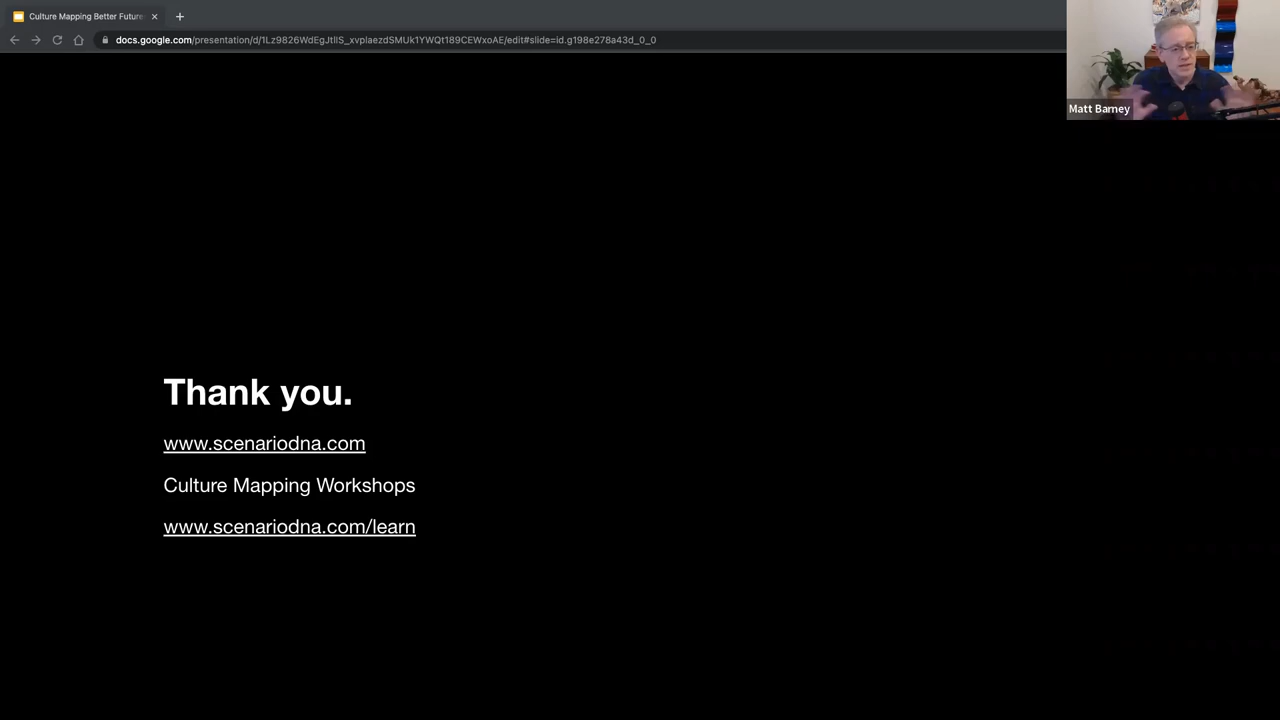 Culture Mapping Better Future
docs.google.com/presentation/d/1Lz9826WdEgJtlIS_xvpIaezdSMUk1YWQt189CEWxoAE/edit#slide=id.g198e278a43d_0_0
Matt Barney
Thank you.
www.scenariodna.com
Culture Mapping Workshops
www.scenariodna.com/learn